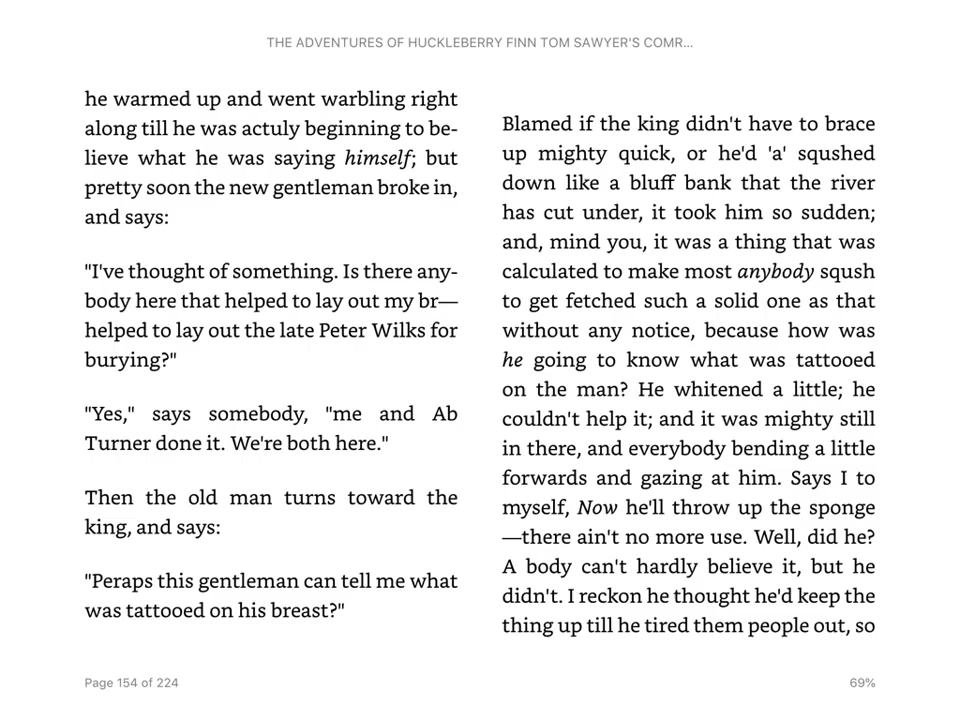 THE ADVENTURES OF HUCKLEBERRY FINN TOM SAWYER'S COMR...
he warmed up and went warbling right
along till he was actuly beginning to be-
lieve what he was saying himself; but
pretty soon the new gentleman broke in,
and says:
"I've thought of something. Is there any-
body here that helped to lay out my br—
helped to lay out the late Peter Wilks for
burying?"
"Yes," says somebody, "me and Ab
Turner done it. We're both here."
Then the old man turns toward the
king, and says:
"Peraps this gentleman can tell me what
was tattooed on his breast?"
Blamed if the king didn't have to brace
up mighty quick, or he'd 'a' squshed
down like a bluff bank that the river
has cut under, it took him so sudden;
and, mind you, it was a thing that was
calculated to make most anybody sqush
to get fetched such a solid one as that
without any notice, because how was
he going to know what was tattooed
on the man? He whitened a little; he
couldn't help it; and it was mighty still
in there, and everybody bending a little
forwards and gazing at him. Says I to
myself, Now he'll throw up the sponge
—there ain't no more use. Well, did he?
A body can't hardly believe it, but he
didn't. I reckon he thought he'd keep the
thing up till he tired them people out, so
Page 154 of 224
69%